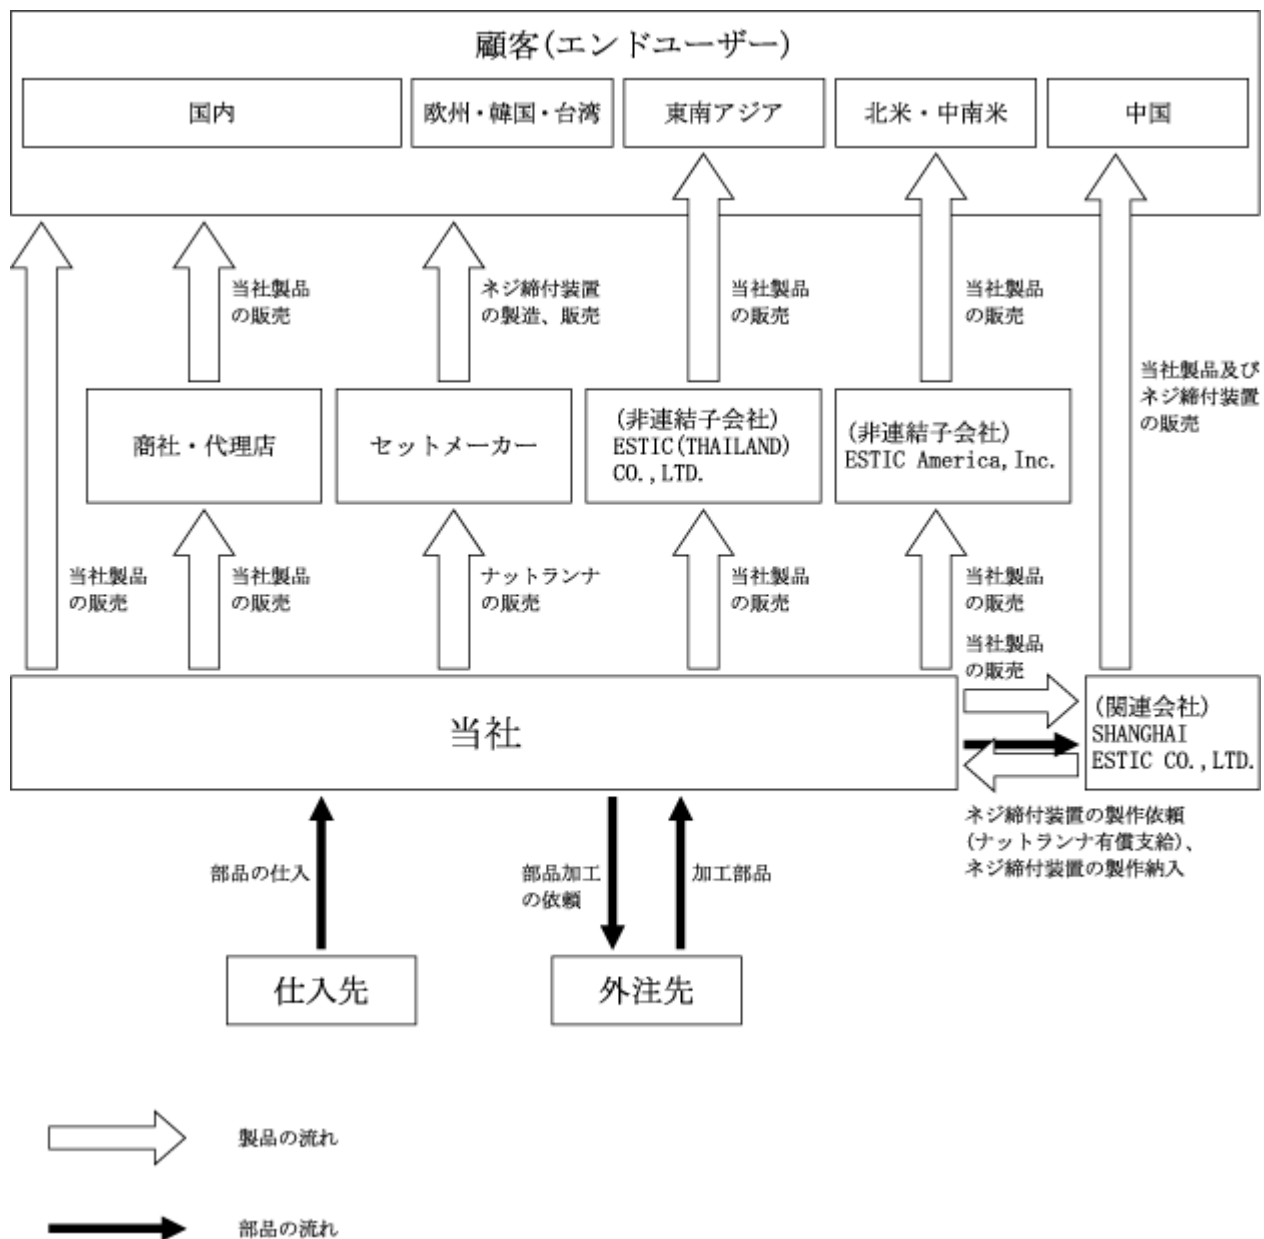 顧客(エンドユーザー)
国内
欧州・韓国・台湾
東南アジア
北米・中南米
中国
当社製品
の販売
ネジ締付装置
の製造、販売
当社製品
の販売
当社製品
の販売
当社製品及び
ネジ締付装置
の販売
商社・代理店
セットメーカー
(非連結子会社)
ESTIC(THAILAND)
CO.,LTD.
(非連結子会社)
ESTIC America,Inc.
当社製品
の販売
当社製品
の販売
ナットランナ
の販売
当社製品
の販売
当社製品
の販売
当社製品
の販売
当社
(関連会社)
SHANGHAI
ESTIC CO.,LTD.
ネジ締付装置の製作依頼
(ナットランナ有償支給)、
ネジ締付装置の製作納入
部品の仕入
部品加工
の依頼
加工部品
仕入先
外注先
製品の流れ
部品の流れ